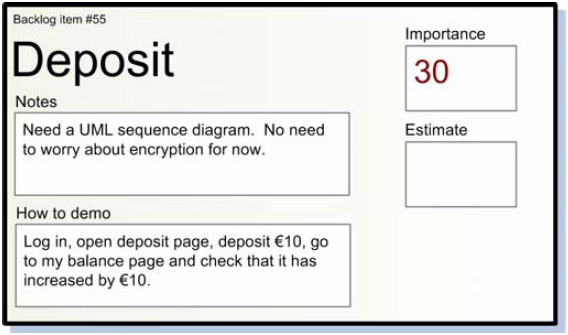 Backlog item #55
Deposit
Notes
Need a UML sequence diagram.  No need
to worry about encryption for now.
How to demo
Log in, open deposit page, deposit €10, go
to my balance page and check that it has
increased by €10.
Importance
30
Estimate